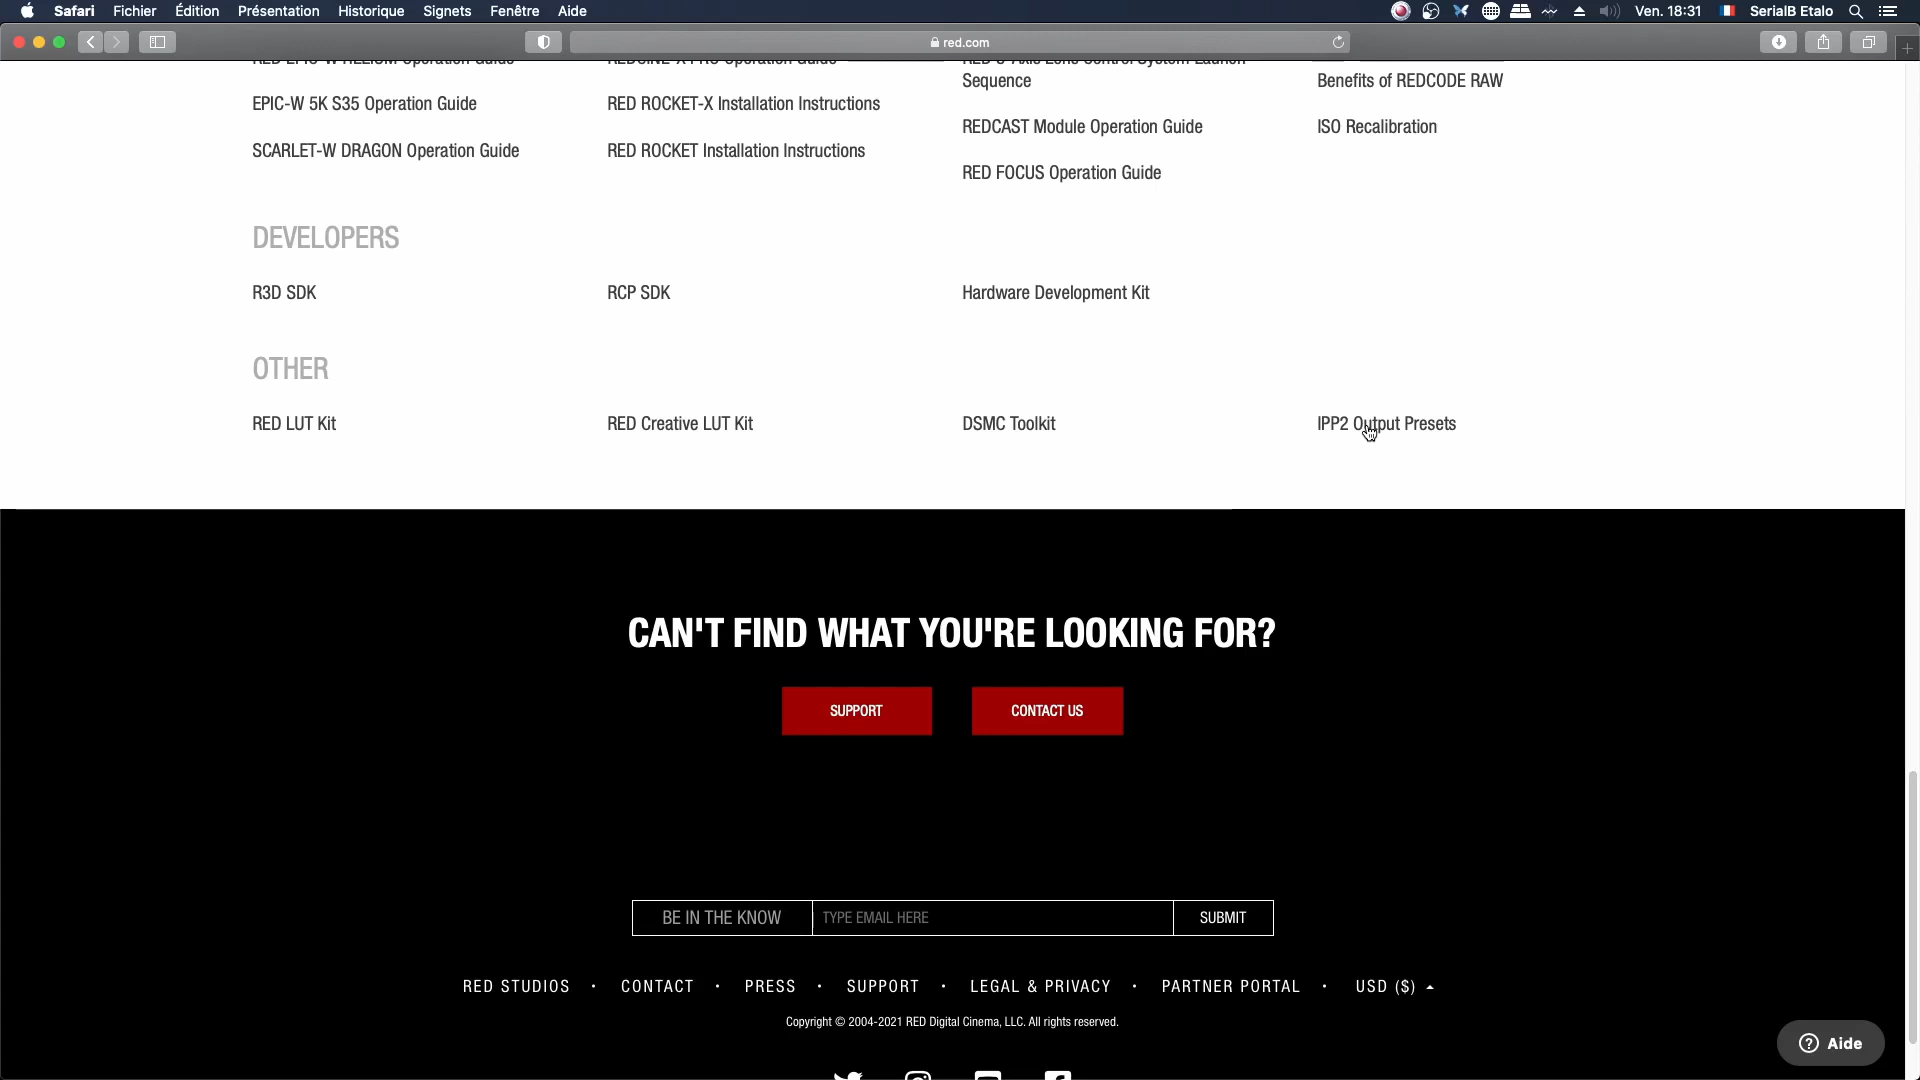 Safari Fichier Édition Présentation Historique Signets Fenêtre Aide Ven. 18:31 SerialB Etalo
red.com
Sequence
Benefits of REDCODE RAW
EPIC-W 5K S35 Operation Guide
RED ROCKET-X Installation Instructions
REDCAST Module Operation Guide
ISO Recalibration
SCARLET-W DRAGON Operation Guide
RED ROCKET Installation Instructions
RED FOCUS Operation Guide
DEVELOPERS
R3D SDK
RCP SDK
Hardware Development Kit
OTHER
RED LUT Kit
RED Creative LUT Kit
DSMC Toolkit
IPP2 Output Presets
CAN'T FIND WHAT YOU'RE LOOKING FOR?
SUPPORT
CONTACT US
BE IN THE KNOW
TYPE EMAIL HERE
SUBMIT
RED STUDIOS • CONTACT • PRESS • SUPPORT • LEGAL & PRIVACY • PARTNER PORTAL • USD ($)
Copyright © 2004-2021 RED Digital Cinema, LLC. All rights reserved.
Aide